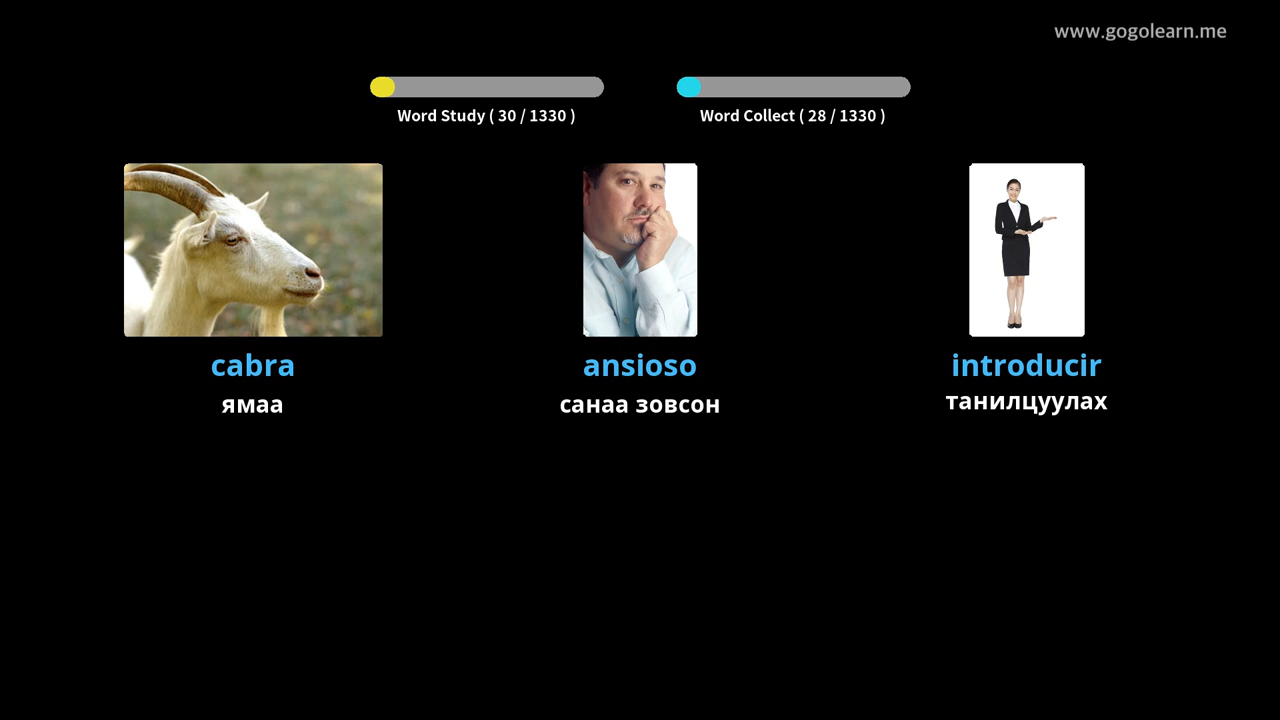 www.gogolearn.me
Word Study ( 30 / 1330 )
Word Collect ( 28 / 1330 )
cabra
ямаа
ansioso
санаа зовсон
introducir
танилцуулах